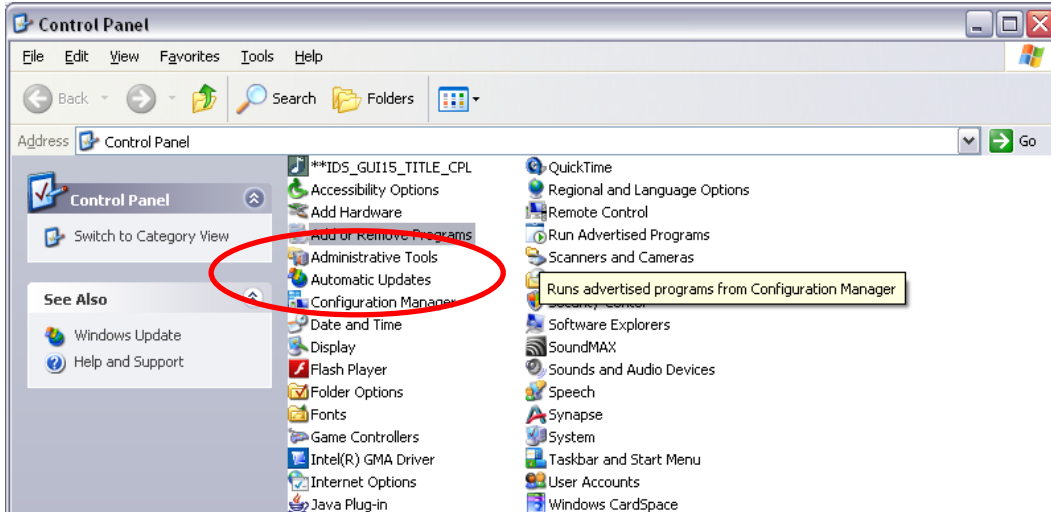 Control Panel
File Edit View Favorites Tools Help
Back Search Folders
Address Control Panel Go
Control Panel
Switch to Category View
See Also
Windows Update
Help and Support
**IDS_GUI15_TITLE_CPL
Accessibility Options
Add Hardware
Add or Remove Programs
Administrative Tools
Automatic Updates
Configuration Manager
Date and Time
Display
Flash Player
Folder Options
Fonts
Game Controllers
Intel(R) GMA Driver
Internet Options
Java Plug-in
QuickTime
Regional and Language Options
Remote Control
Run Advertised Programs
Scanners and Cameras
Runs advertised programs from Configuration Manager
Software Explorers
SoundMAX
Sounds and Audio Devices
Speech
Synapse
System
Taskbar and Start Menu
User Accounts
Windows CardSpace